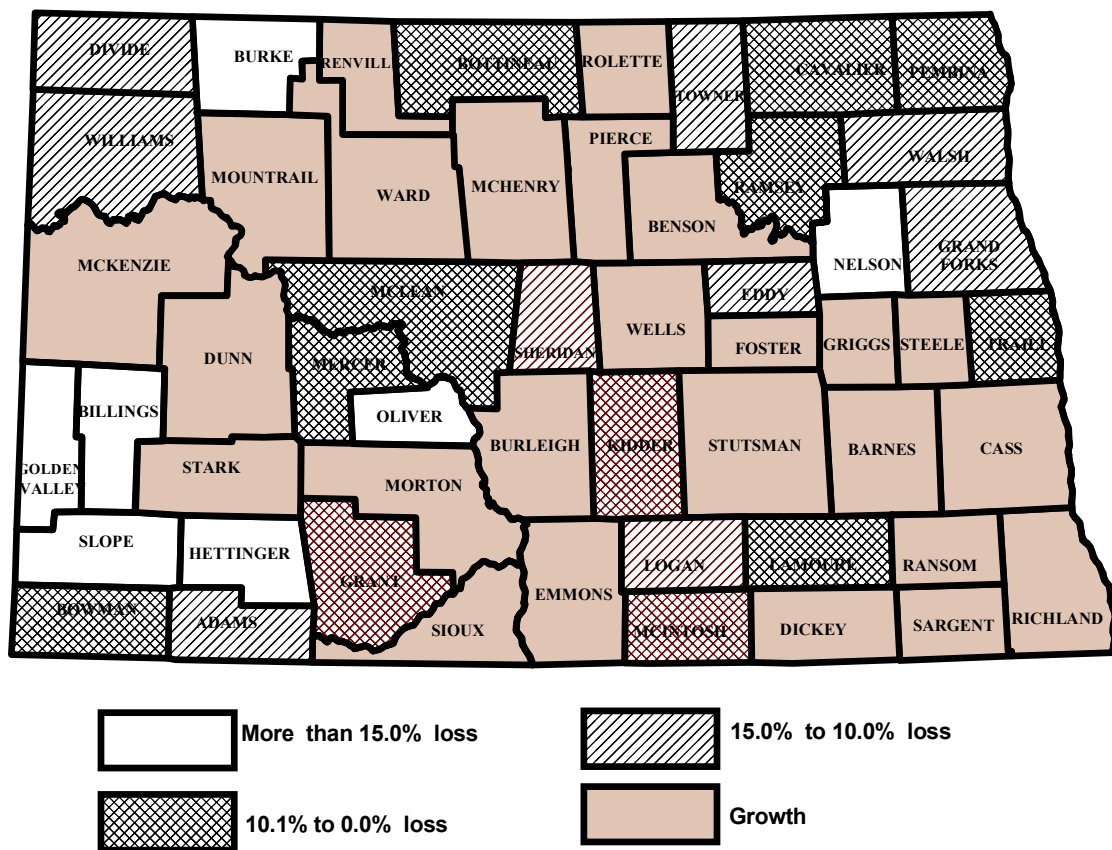 DIVIDE
BURKE
RENVILL
BOTTINEAU
ROLETTE
TOWNER
CAVALIER
PEMBINA
WILLIAMS
MOUNTRAIL
WARD
MCHENRY
PIERCE
RAMSEY
WALSH
BENSON
MCKENZIE
NELSON
GRAND
FORKS
MCLEAN
SHERIDAN
WELLS
EDDY
DUNN
MERCER
FOSTER
GRIGGS
STEELE
TRAILL
BILLINGS
OLIVER
BURLEIGH
KIDDER
STUTSMAN
BARNES
CASS
GOLDEN
VALLEY
STARK
MORTON
SLOPE
HETTINGER
GRANT
EMMONS
LOGAN
LAMOURE
RANSOM
BOWMAN
ADAMS
SIOUX
MCINTOSH
DICKEY
SARGENT
RICHLAND
More than 15.0% loss
15.0% to 10.0% loss
10.1% to 0.0% loss
Growth